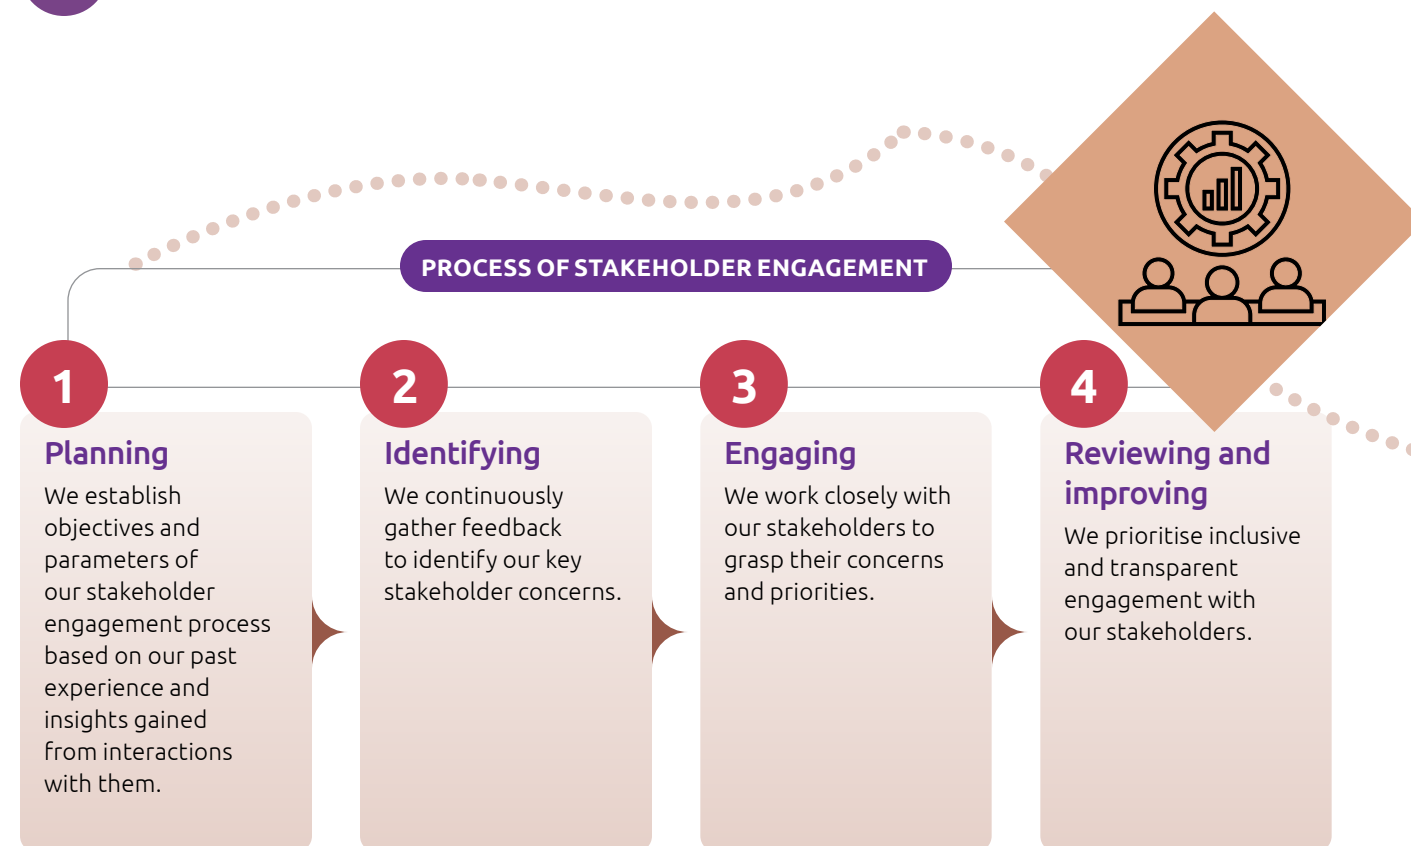 PROCESS OF STAKEHOLDER ENGAGEMENT
1
Planning
We establish
objectives and
parameters of
our stakeholder
engagement process
based on our past
experience and
insights gained
from interactions
with them.
2
Identifying
We continuously
gather feedback
to identify our key
stakeholder concerns.
3
Engaging
We work closely with
our stakeholders to
grasp their concerns
and priorities.
4
Reviewing and
improving
We prioritise inclusive
and transparent
engagement with
our stakeholders.